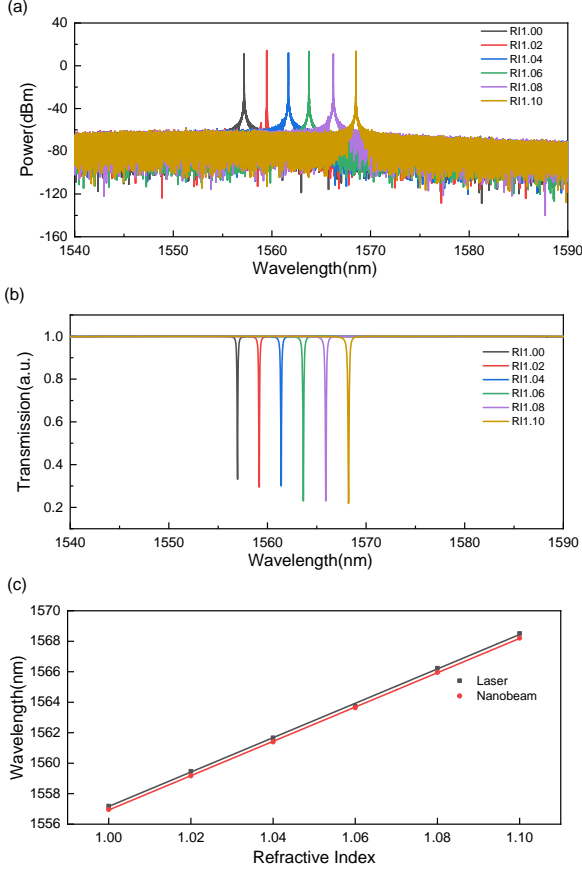 (a)
RI1.00
RI1.02
RI1.04
RI1.06
RI1.08
RI1.10
40
0
-40
-80
-120
-160
Power(dBm)
1540 1550 1560 1570 1580 1590
Wavelength(nm)
(b)
RI1.00
RI1.02
RI1.04
RI1.06
RI1.08
RI1.10
1.0
0.8
0.6
0.4
0.2
Transmission(a.u.)
1540 1550 1560 1570 1580 1590
Wavelength(nm)
(c)
1570
1568
1566
1564
1562
1560
1558
1556
Wavelength(nm)
Laser
Nanobeam
1.00 1.02 1.04 1.06 1.08 1.10
Refractive Index